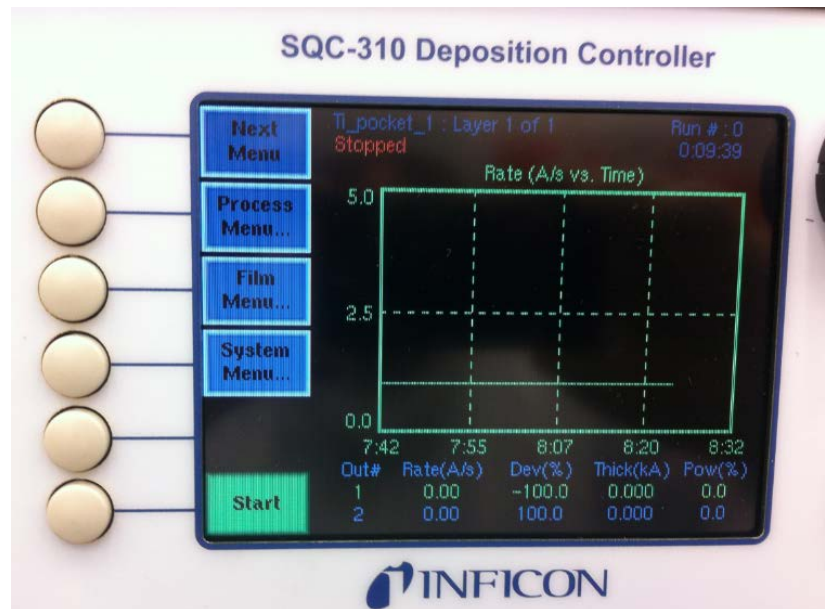 SQC-310 Deposition Controller
Next
Menu
Process
Menu...
Film
Menu...
System
Menu...
Start
Ti_pocket_1 : Layer 1 of 1
Run # : 0
Stopped
0:09:39
Rate (A/s vs. Time)
5.0
2.5
0.0
7:42 7:55 8:07 8:20 8:32
Out# Rate(A/s) Dev(%) Thick(kA) Pow(%)
1 0.00 -100.0 0.000 0.0
2 0.00 100.0 0.000 0.0
INFICON